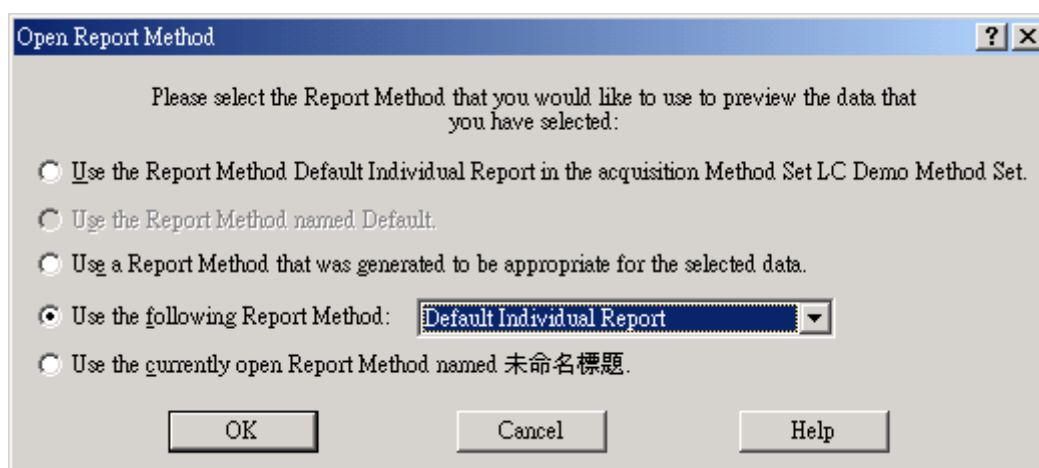 Open Report Method
Please select the Report Method that you would like to use to preview the data that
you have selected:
Use the Report Method Default Individual Report in the acquisition Method Set LC Demo Method Set.
Use the Report Method named Default.
Use a Report Method that was generated to be appropriate for the selected data.
Use the following Report Method: Default Individual Report
Use the currently open Report Method named 未命名標題.
OK Cancel Help